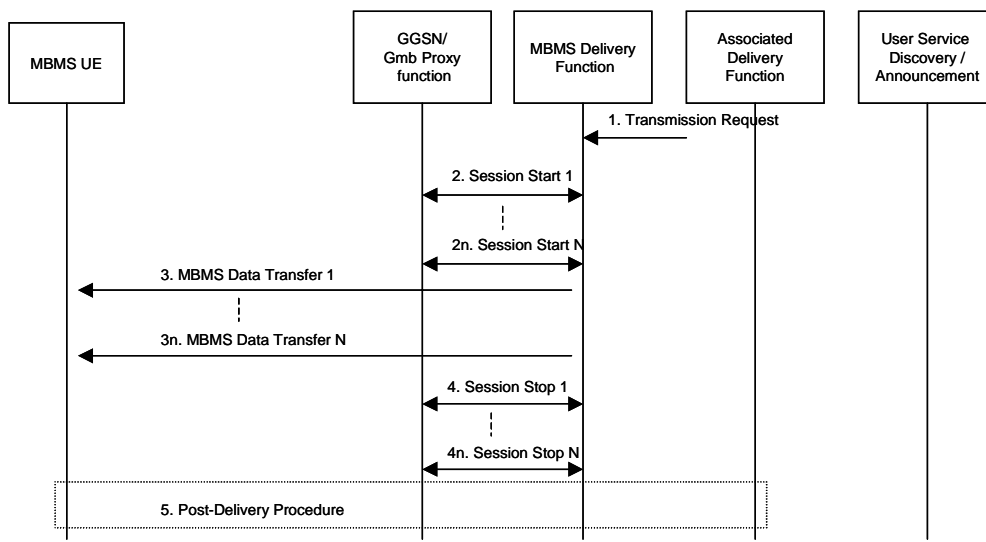 MBMS UE
GGSN/
Gmb Proxy
function
MBMS Delivery
Function
Associated
Delivery
Function
User Service
Discovery /
Announcement
1. Transmission Request
2. Session Start 1
2n. Session Start N
3. MBMS Data Transfer 1
3n. MBMS Data Transfer N
4. Session Stop 1
4n. Session Stop N
5. Post-Delivery Procedure